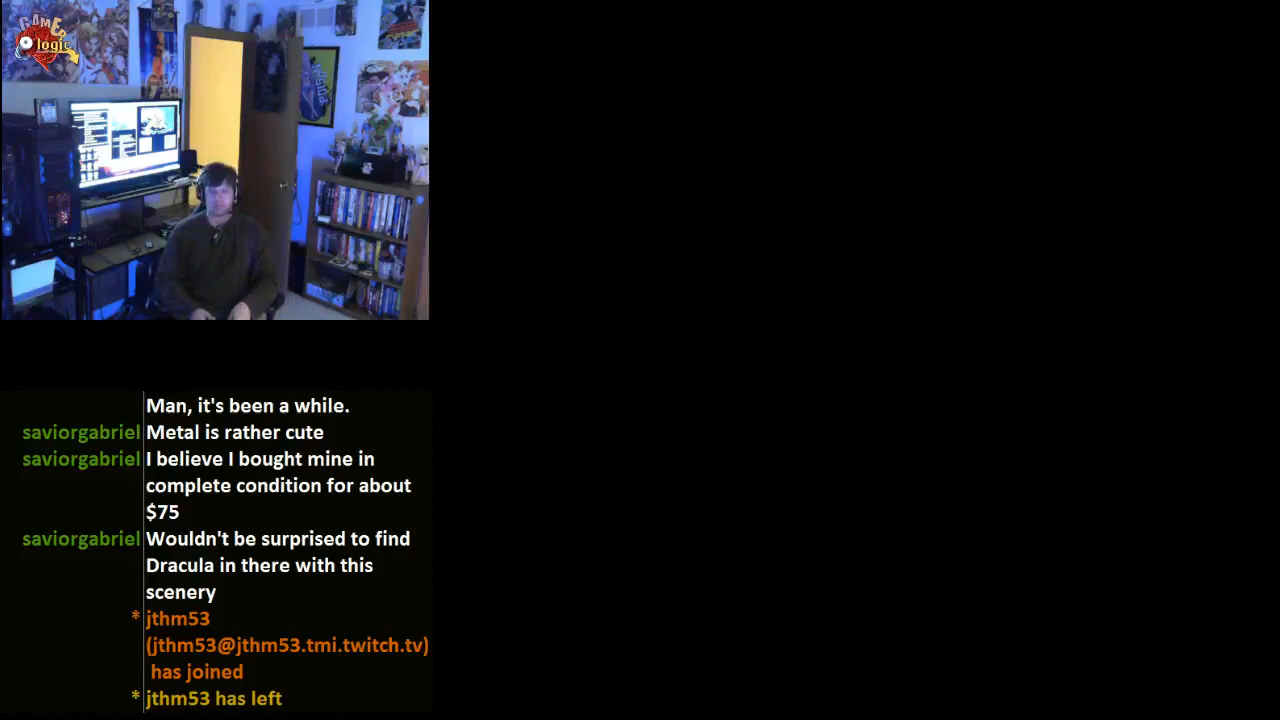 GAMER
logic
Man, it's been a while.
saviorgabriel Metal is rather cute
saviorgabriel I believe I bought mine in
complete condition for about
$75
saviorgabriel Wouldn't be surprised to find
Dracula in there with this
scenery
* jthm53
(jthm53@jthm53.tmi.twitch.tv)
has joined
* jthm53 has left